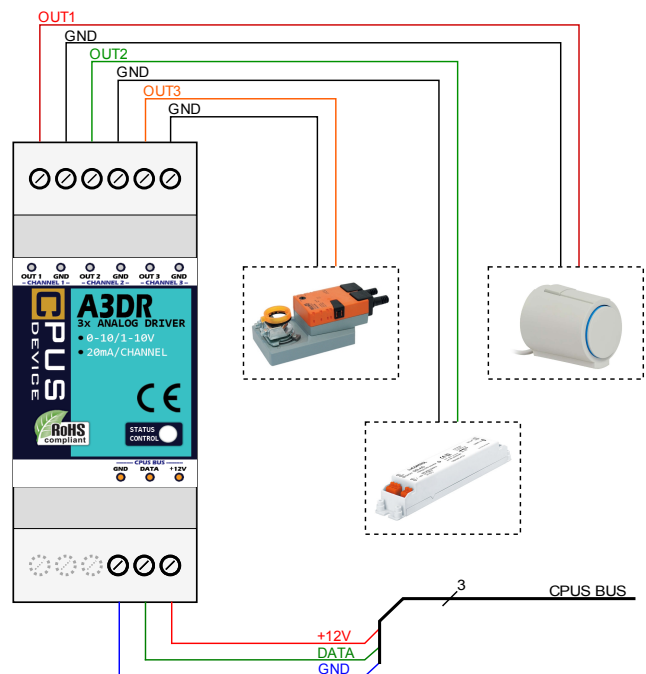 OUT1
GND
OUT2
GND
OUT3
GND
OUT 1 GND OUT 2 GND OUT 3 GND
– CHANNEL 1 – – CHANNEL 2 – – CHANNEL 3 –
CPUS
DEVICE
A3DR
3x ANALOG DRIVER
• 0-10/1-10V
• 20mA/CHANNEL
CE
RoHS
compliant
STATUS
CONTROL
CPUS BUS
GND DATA +12V
3
CPUS BUS
+12V
DATA
GND